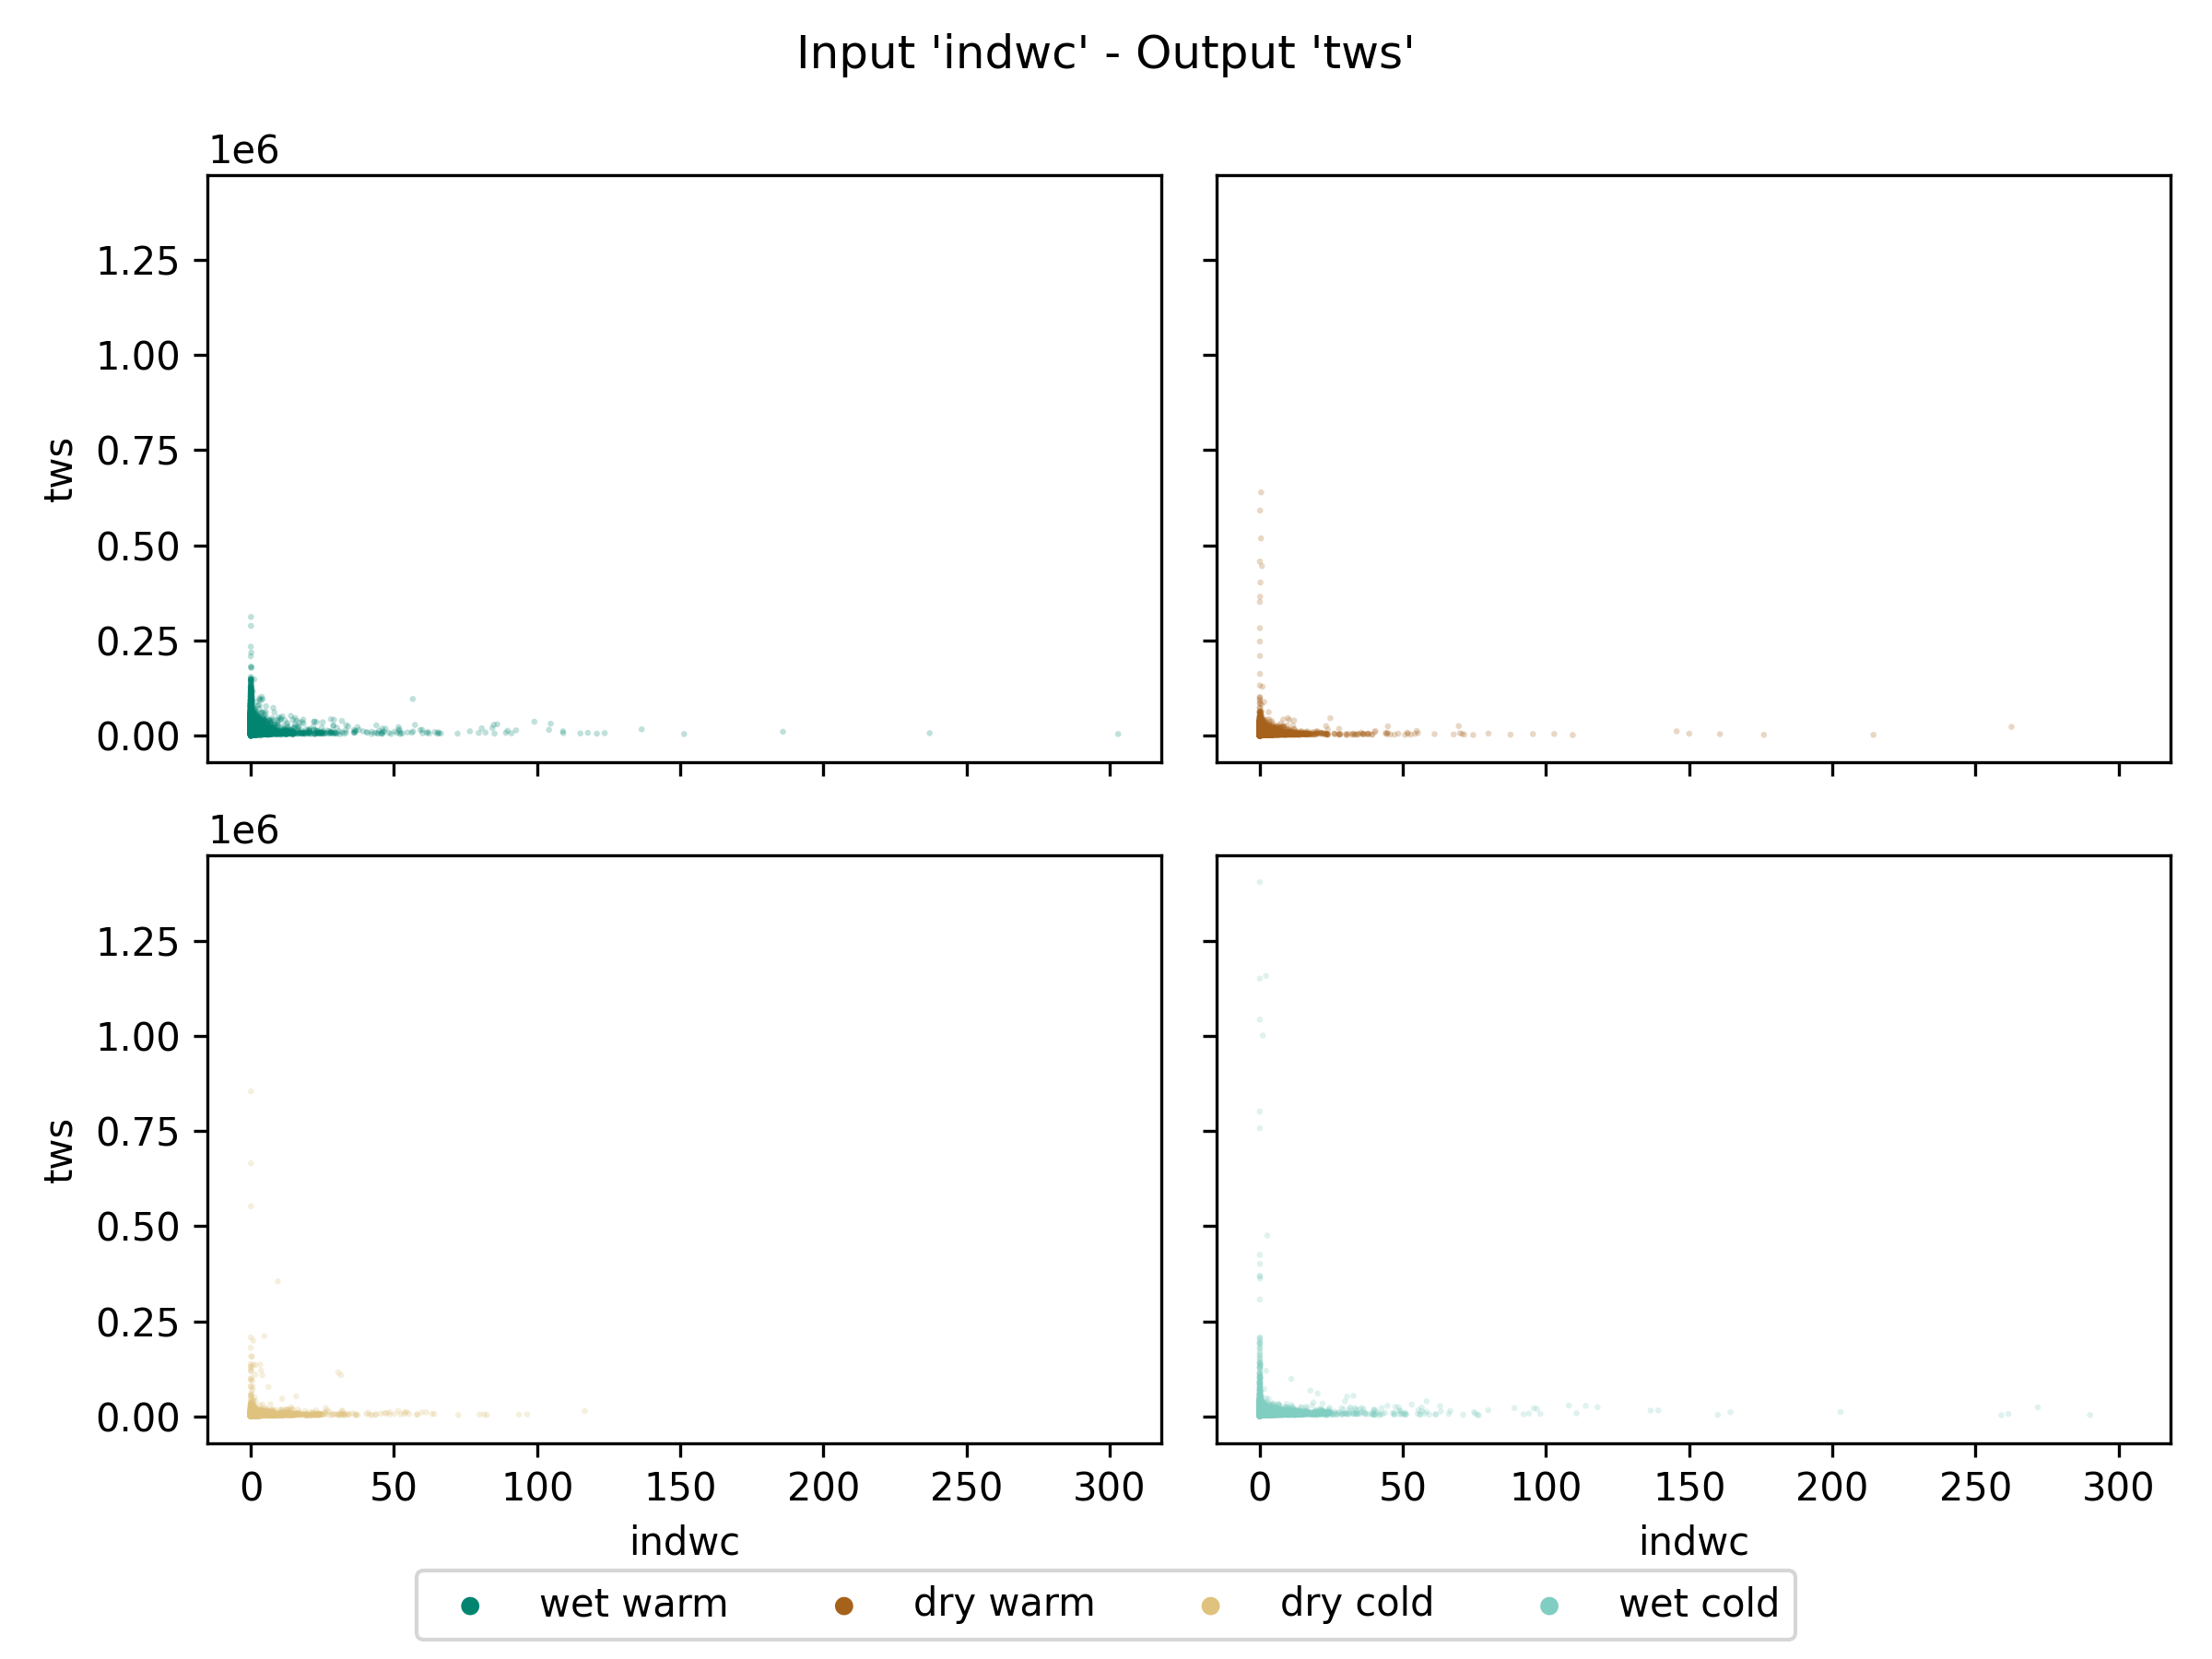 Input 'indwc' - Output 'tws'
1e6
1.25
1.00
0.75
0.50
0.25
0.00
tws
1e6
1.25
1.00
0.75
0.50
0.25
0.00
tws
0 50 100 150 200 250 300
0 50 100 150 200 250 300
indwc
indwc
wet warm dry warm dry cold wet cold